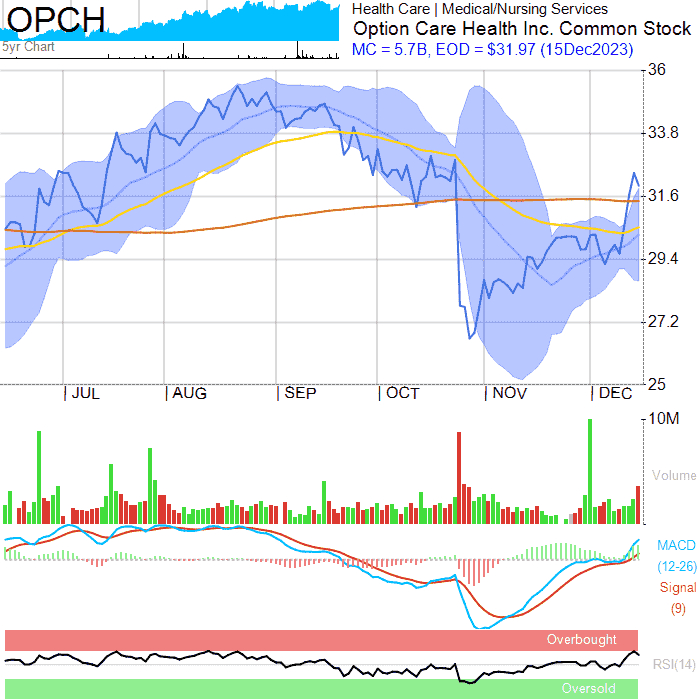 OPCH
5yr Chart
Health Care | Medical/Nursing Services
Option Care Health Inc. Common Stock
MC = 5.7B, EOD = $31.97 (15Dec2023)
36
33.8
31.6
29.4
27.2
25
JUL
AUG
SEP
OCT
NOV
DEC
10M
Volume
MACD
(12-26)
Signal
(9)
Overbought
RSI(14)
Oversold